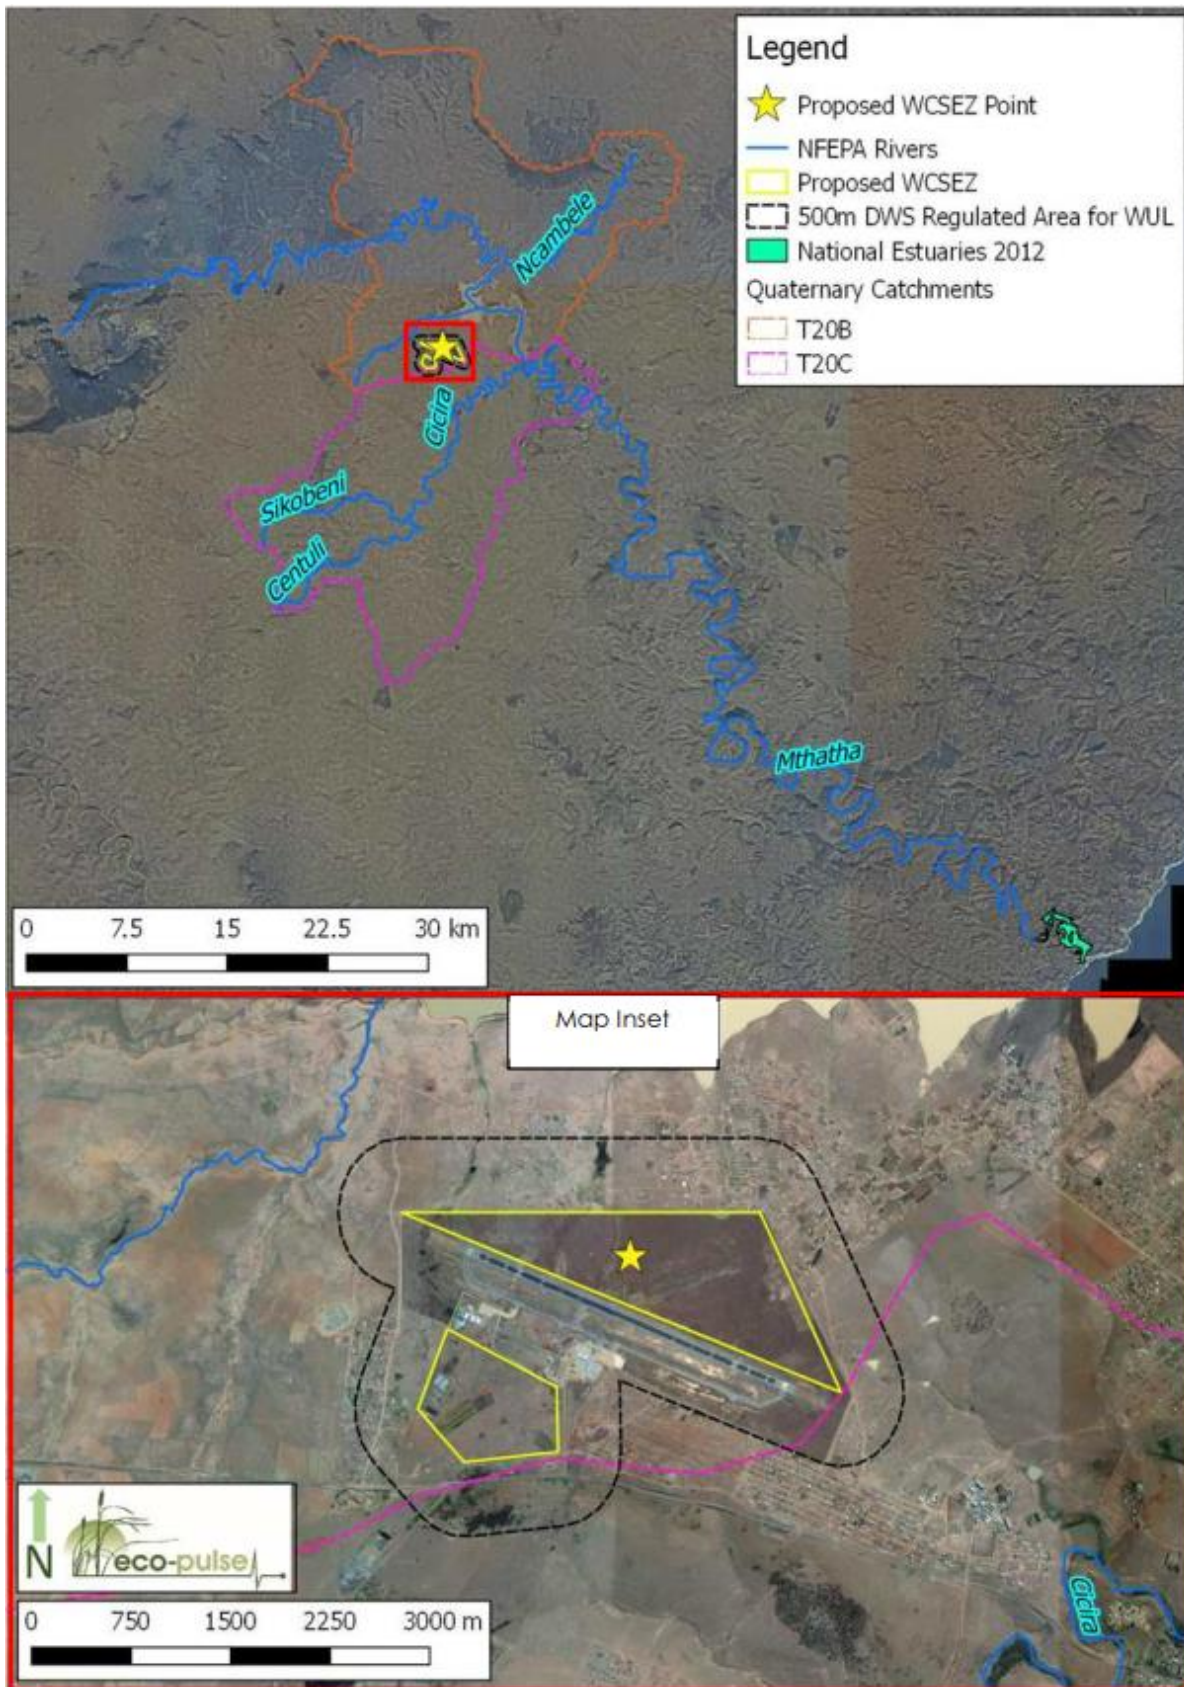 Legend
Proposed WCSEZ Point
NFEPA Rivers
Proposed WCSEZ
500m DWS Regulated Area for WUL
National Estuaries 2012
Quaternary Catchments
T20B
T20C
Ncambele
Cicira
Sikobeni
Centuli
Mthatha
0 7.5 15 22.5 30 km
Map Inset
N
eco-pulse
Cicira
0 750 1500 2250 3000 m